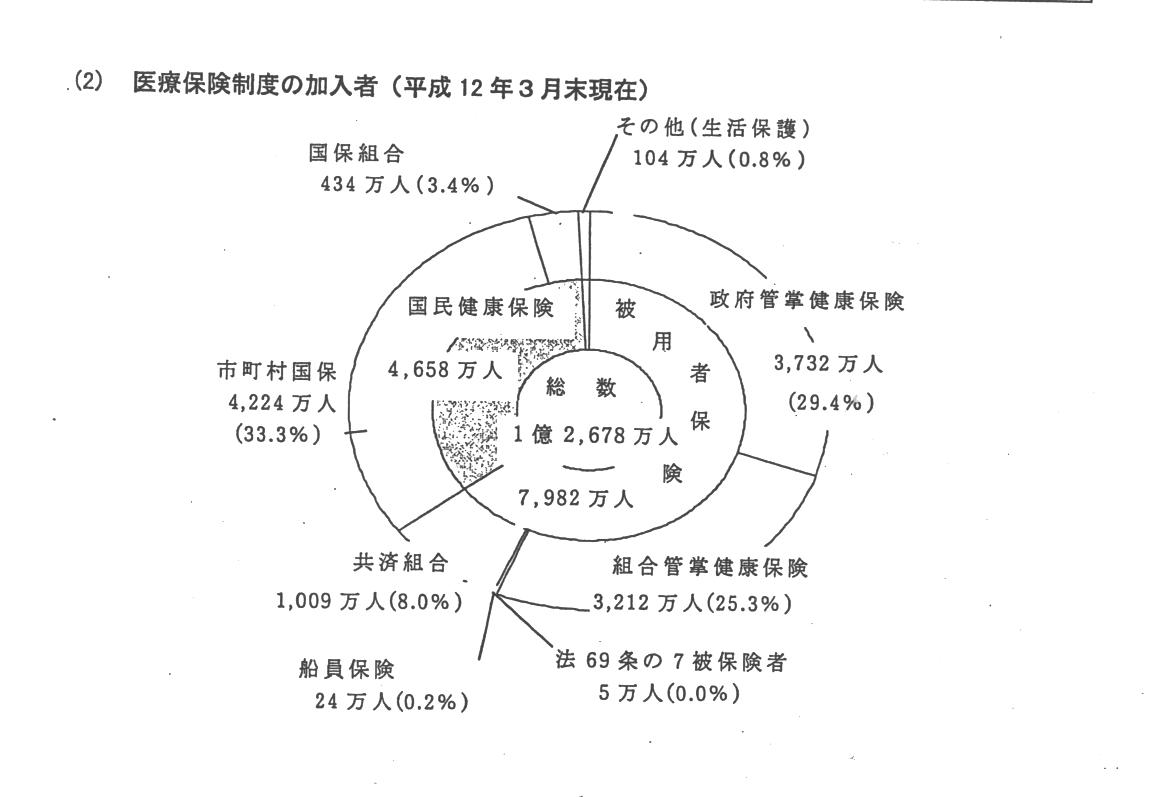 (2) 医療保険制度の加入者（平成12年3月末現在）
その他(生活保護)
104万人(0.8%)
国保組合
434万人(3.4%)
政府管掌健康保険
3,732万人
(29.4%)
国民健康保険
4,658万人
被用者保険
7,982万人
市町村国保
4,224万人
(33.3%)
総数
1億2,678万人
共済組合
1,009万人(8.0%)
組合管掌健康保険
3,212万人(25.3%)
船員保険
24万人(0.2%)
法69条の7被保険者
5万人(0.0%)